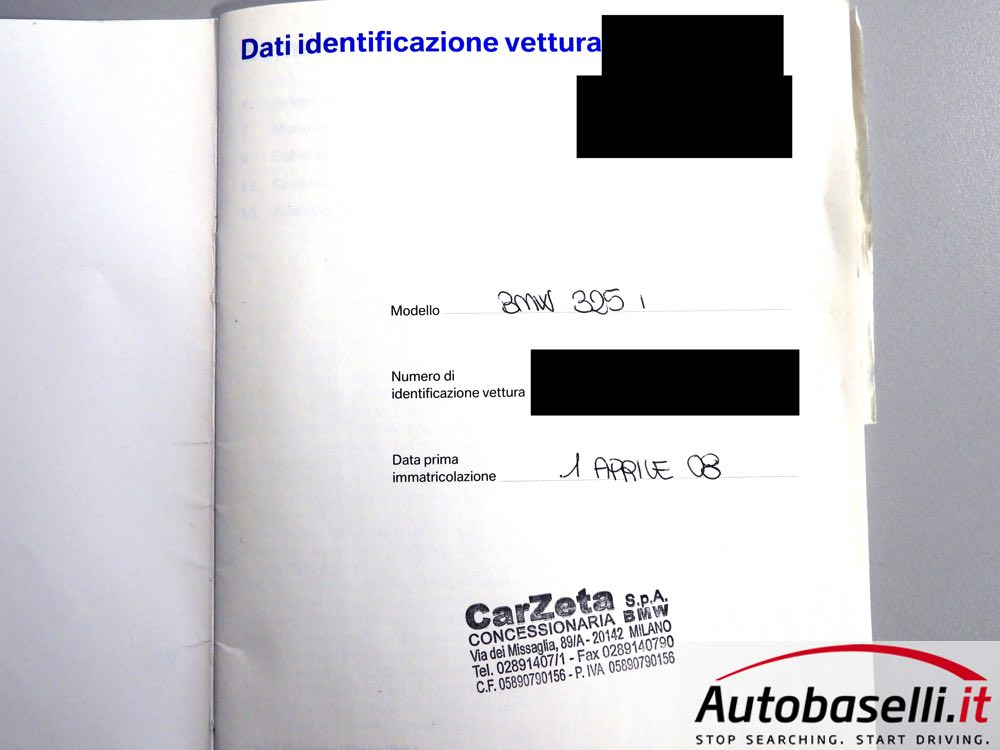 Dati identificazione vettura
Modello BMW 325 i
Numero di
identificazione vettura
Data prima
immatricolazione 1 APRILE 08
CarZeta S.p.A.
CONCESSIONARIA BMW
Via dei Missaglia, 89/A - 20142 MILANO
Tel. 02891407/1 - Fax 0289140790
C.F. 05890790156 - P. IVA 05890790156
Autobaselli.it
STOP SEARCHING. START DRIVING.